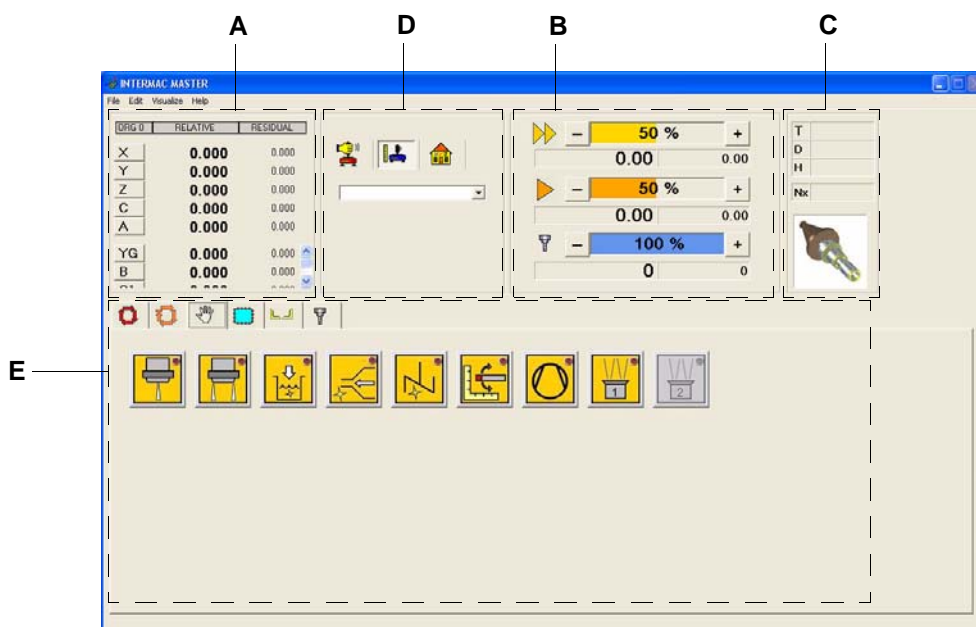 A D B C
INTERMAC MASTER
File Edit Visualize Help
ORG 0 RELATIVE RESIDUAL
X 0.000 0.000
Y 0.000 0.000
Z 0.000 0.000
C 0.000 0.000
A 0.000 0.000
YG 0.000 0.000
B 0.000 0.000
− 50 % +
0.00 0.00
− 50 % +
0.00 0.00
− 100 % +
0 0
T
D
H
Nx
E
1 2